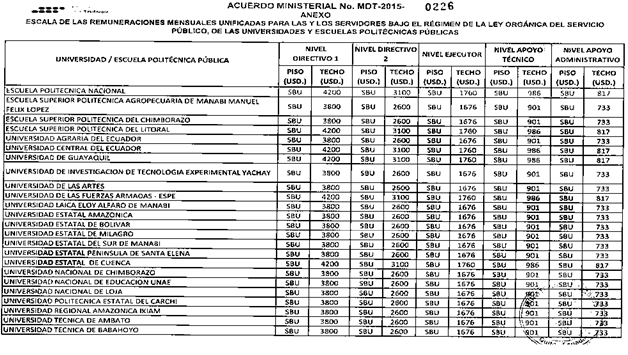 ACUERDO MINISTERIAL No. MDT-2015- 0226
ANEXO
ESCALA DE LAS REMUNERACIONES MENSUALES UNIFICADAS PARA LAS Y LOS SERVIDORES BAJO EL RÉGIMEN DE LA LEY ORGÁNICA DEL SERVICIO
PÚBLICO, DE LAS UNIVERSIDADES Y ESCUELAS POLITÉCNICAS PÚBLICAS
UNIVERSIDAD / ESCUELA POLITÉCNICA PÚBLICA NIVEL DIRECTIVO 1 NIVEL DIRECTIVO 2 NIVEL EJECUTOR NIVEL APOYO TÉCNICO NIVEL APOYO ADMINISTRATIVO
PISO (USD.) TECHO (USD.) PISO (USD.) TECHO (USD.) PISO (USD.) TECHO (USD.) PISO (USD.) TECHO (USD.) PISO (USD.) TECHO (USD.)
ESCUELA POLITECNICA NACIONAL SBU 4200 SBU 3100 SBU 1760 SBU 986 SBU 817
ESCUELA SUPERIOR POLITECNICA AGROPECUARIA DE MANABI MANUEL
FELIX LOPEZ SBU 3800 SBU 2600 SBU 1676 SBU 901 SBU 733
ESCUELA SUPERIOR POLITECNICA DEL CHIMBORAZO SBU 3800 SBU 2600 SBU 1676 SBU 901 SBU 733
ESCUELA SUPERIOR POLITECNICA DEL LITORAL SBU 4200 SBU 3100 SBU 1760 SBU 986 SBU 817
UNIVERSIDAD AGRARIA DEL ECUADOR SBU 3800 SBU 2600 SBU 1676 SBU 901 SBU 733
UNIVERSIDAD CENTRAL DEL ECUADOR SBU 4200 SBU 3100 SBU 1760 SBU 986 SBU 817
UNIVERSIDAD DE GUAYAQUIL SBU 4200 SBU 3100 SBU 1760 SBU 986 SBU 817
UNIVERSIDAD DE INVESTIGACION DE TECNOLOGIA EXPERIMENTAL YACHAY SBU 3800 SBU 2600 SBU 1676 SBU 901 SBU 733
UNIVERSIDAD DE LAS ARTES SBU 3800 SBU 2600 SBU 1676 SBU 901 SBU 733
UNIVERSIDAD DE LAS FUERZAS ARMADAS - ESPE SBU 4200 SBU 3100 SBU 1760 SBU 986 SBU 817
UNIVERSIDAD LAICA ELOY ALFARO DE MANABI SBU 3800 SBU 2600 SBU 1676 SBU 901 SBU 733
UNIVERSIDAD ESTATAL AMAZONICA SBU 3800 SBU 2600 SBU 1676 SBU 901 SBU 733
UNIVERSIDAD ESTATAL DE BOLIVAR SBU 3800 SBU 2600 SBU 1676 SBU 901 SBU 733
UNIVERSIDAD ESTATAL DE MILAGRO SBU 3800 SBU 2600 SBU 1676 SBU 901 SBU 733
UNIVERSIDAD ESTATAL DEL SUR DE MANABI SBU 3800 SBU 2600 SBU 1676 SBU 901 SBU 733
UNIVERSIDAD ESTATAL PENINSULA DE SANTA ELENA SBU 3800 SBU 2600 SBU 1676 SBU 901 SBU 733
UNIVERSIDAD ESTATAL DE CUENCA SBU 4200 SBU 3100 SBU 1760 SBU 986 SBU 817
UNIVERSIDAD NACIONAL DE CHIMBORAZO SBU 3800 SBU 2600 SBU 1676 SBU 901 SBU 733
UNIVERSIDAD NACIONAL DE EDUCACION UNAE SBU 3800 SBU 2600 SBU 1676 SBU 901 SBU 733
UNIVERSIDAD NACIONAL DE LOJA SBU 3800 SBU 2600 SBU 1676 SBU 901 SBU 733
UNIVERSIDAD POLITECNICA ESTATAL DEL CARCHI SBU 3800 SBU 2600 SBU 1676 SBU 901 SBU 733
UNIVERSIDAD REGIONAL AMAZONICA IKIAM SBU 3800 SBU 2600 SBU 1676 SBU 901 SBU 733
UNIVERSIDAD TECNICA DE AMBATO SBU 3800 SBU 2600 SBU 1676 SBU 901 SBU 733
UNIVERSIDAD TECNICA DE BABAHOYO SBU 3800 SBU 2600 SBU 1676 SBU 901 SBU 733